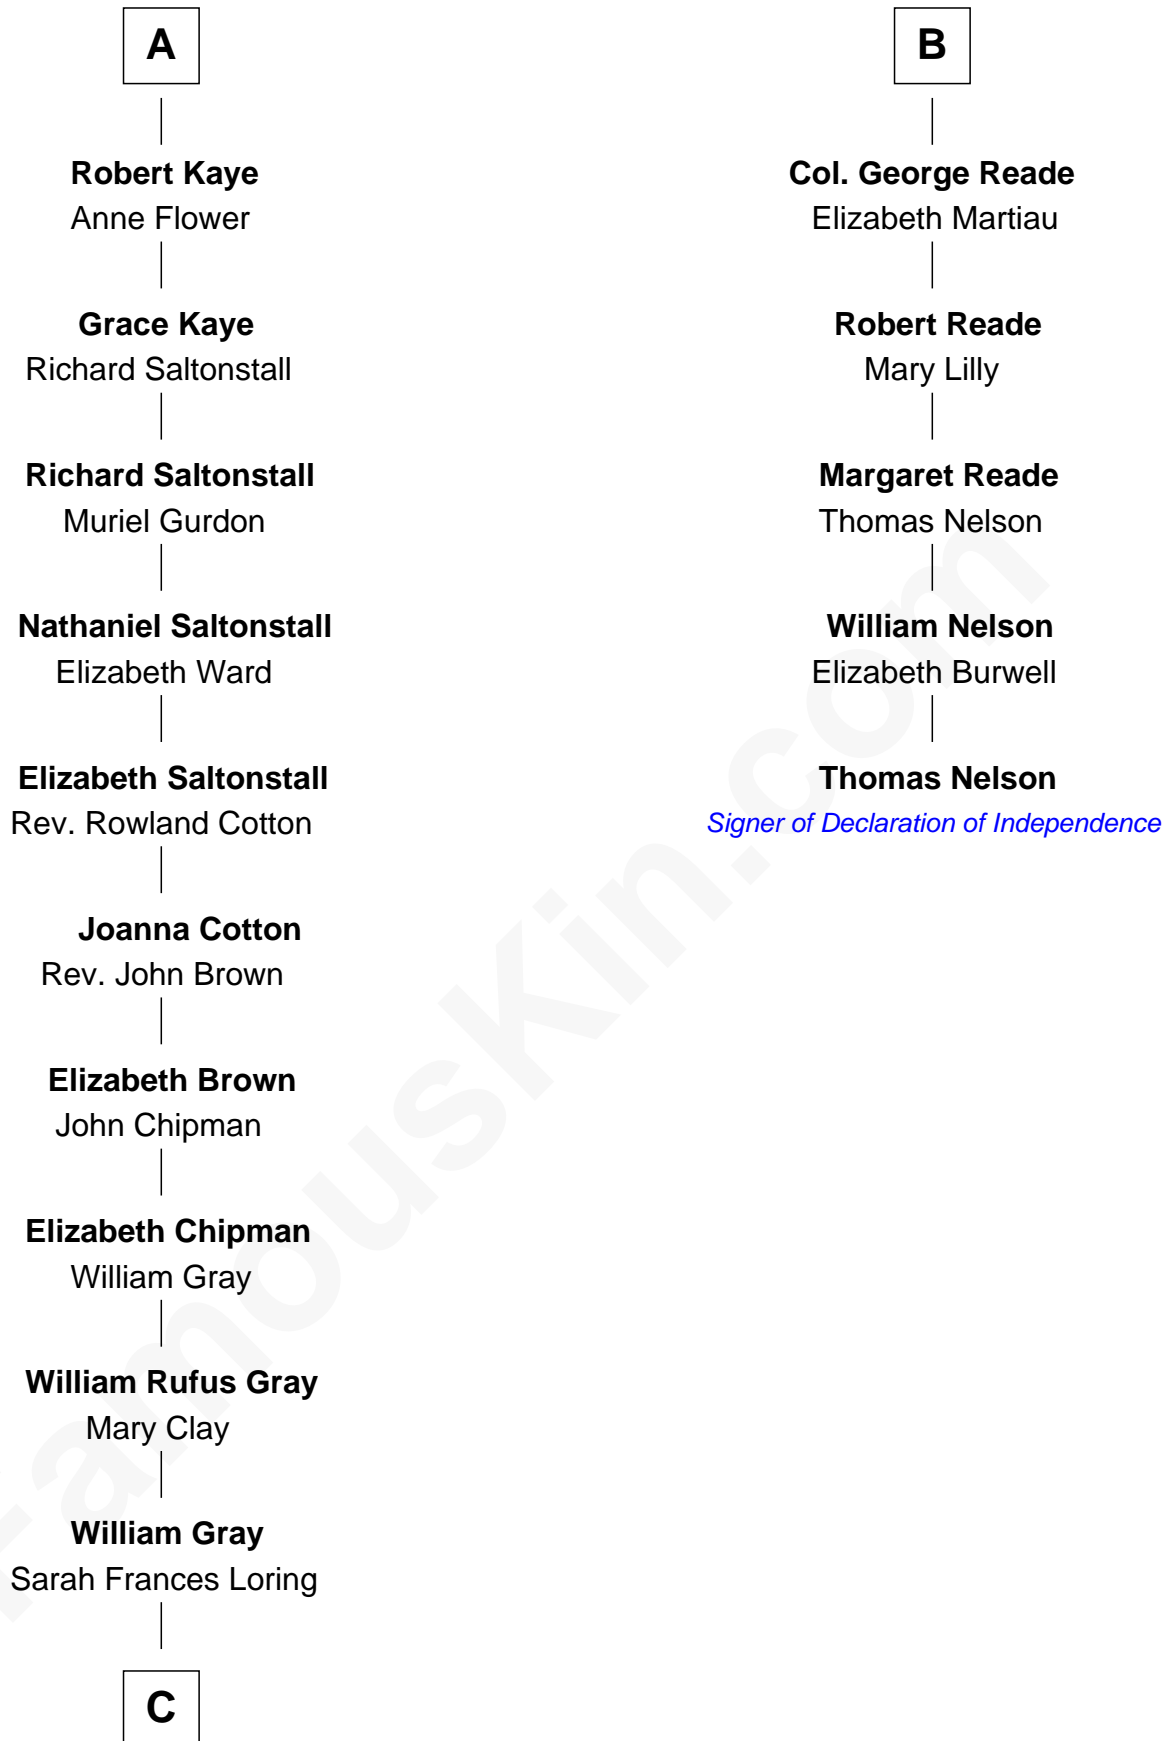 A
Robert Kaye
Anne Flower
Grace Kaye
Richard Saltonstall
Richard Saltonstall
Muriel Gurdon
Nathaniel Saltonstall
Elizabeth Ward
Elizabeth Saltonstall
Rev. Rowland Cotton
Joanna Cotton
Rev. John Brown
Elizabeth Brown
John Chipman
Elizabeth Chipman
William Gray
William Rufus Gray
Mary Clay
William Gray
Sarah Frances Loring
C
B
Col. George Reade
Elizabeth Martiau
Robert Reade
Mary Lilly
Margaret Reade
Thomas Nelson
William Nelson
Elizabeth Burwell
Thomas Nelson
Signer of Declaration of Independence
FamousKin.com